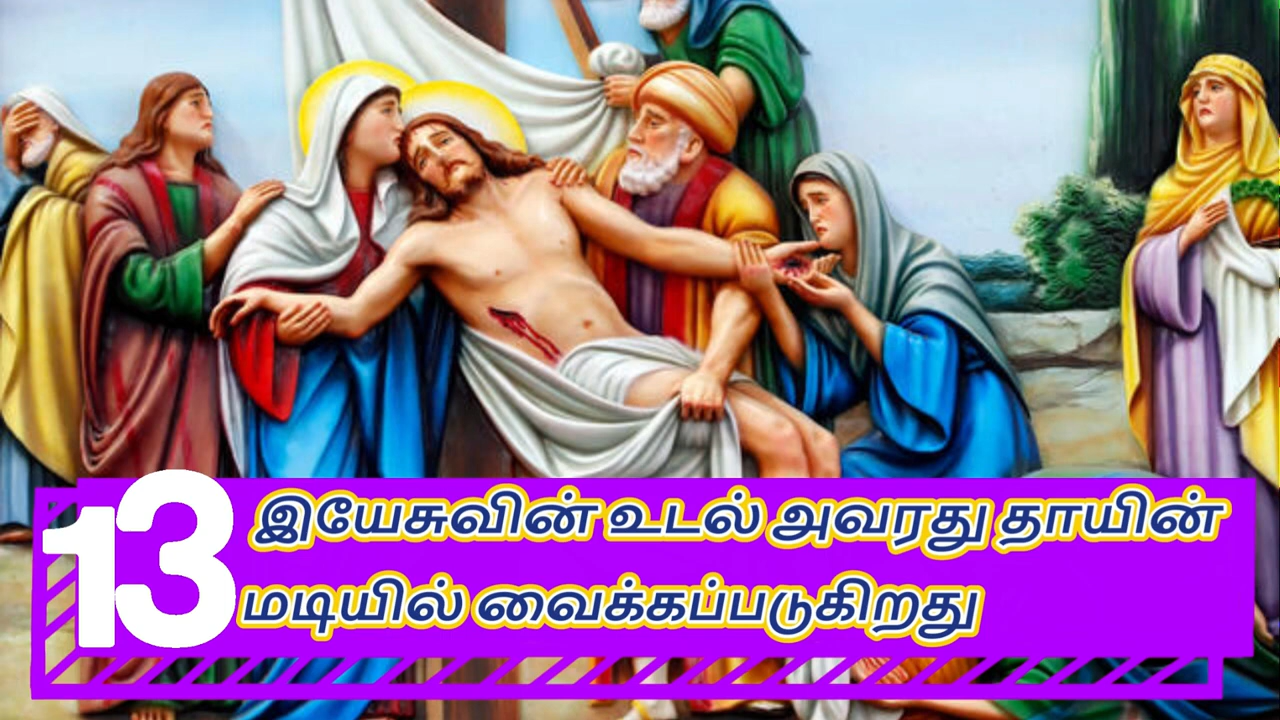 13 இயேசுவின் உடல் அவரது தாயின்
மடியில் வைக்கப்படுகிறது